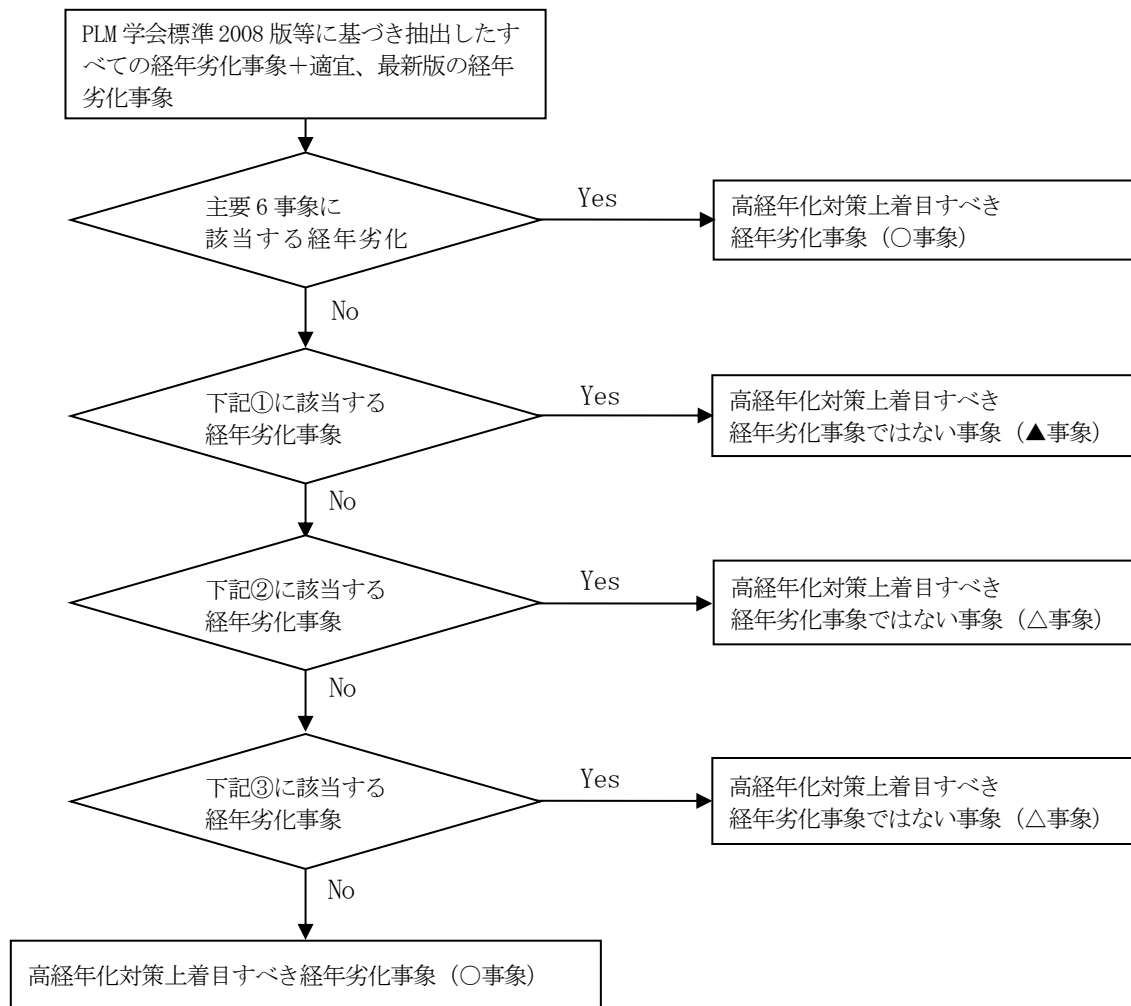 PLM 学会標準 2008 版等に基づき抽出したす
べての経年劣化事象＋適宜、最新版の経年
劣化事象
主要 6 事象に
該当する経年劣化
Yes
高経年化対策上着目すべき
経年劣化事象（○事象）
No
下記①に該当する
経年劣化事象
Yes
高経年化対策上着目すべき
経年劣化事象ではない事象（▲事象）
No
下記②に該当する
経年劣化事象
Yes
高経年化対策上着目すべき
経年劣化事象ではない事象（△事象）
No
下記③に該当する
経年劣化事象
Yes
高経年化対策上着目すべき
経年劣化事象ではない事象（△事象）
No
高経年化対策上着目すべき経年劣化事象（○事象）